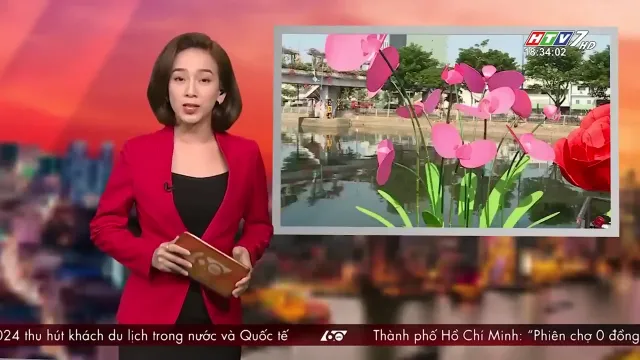 HTV7 HD
18:34:02
2024 thu hút khách du lịch trong nước và Quốc tế
Thành phố Hồ Chí Minh: “Phiên chợ 0 đồng